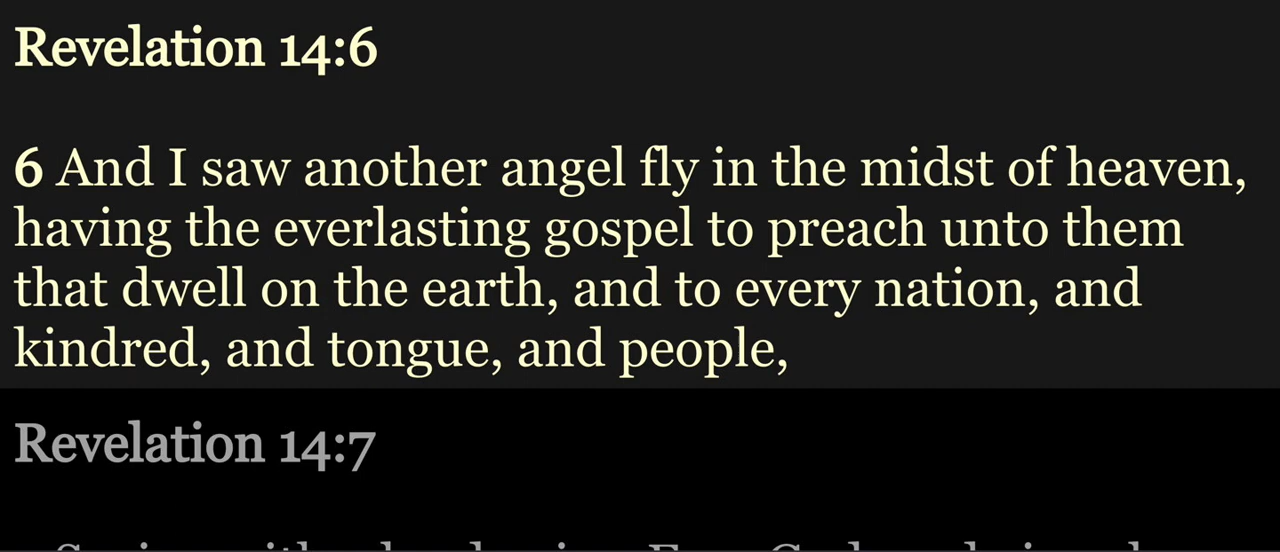 Revelation 14:6
6 And I saw another angel fly in the midst of heaven,
having the everlasting gospel to preach unto them
that dwell on the earth, and to every nation, and
kindred, and tongue, and people,
Revelation 14:7